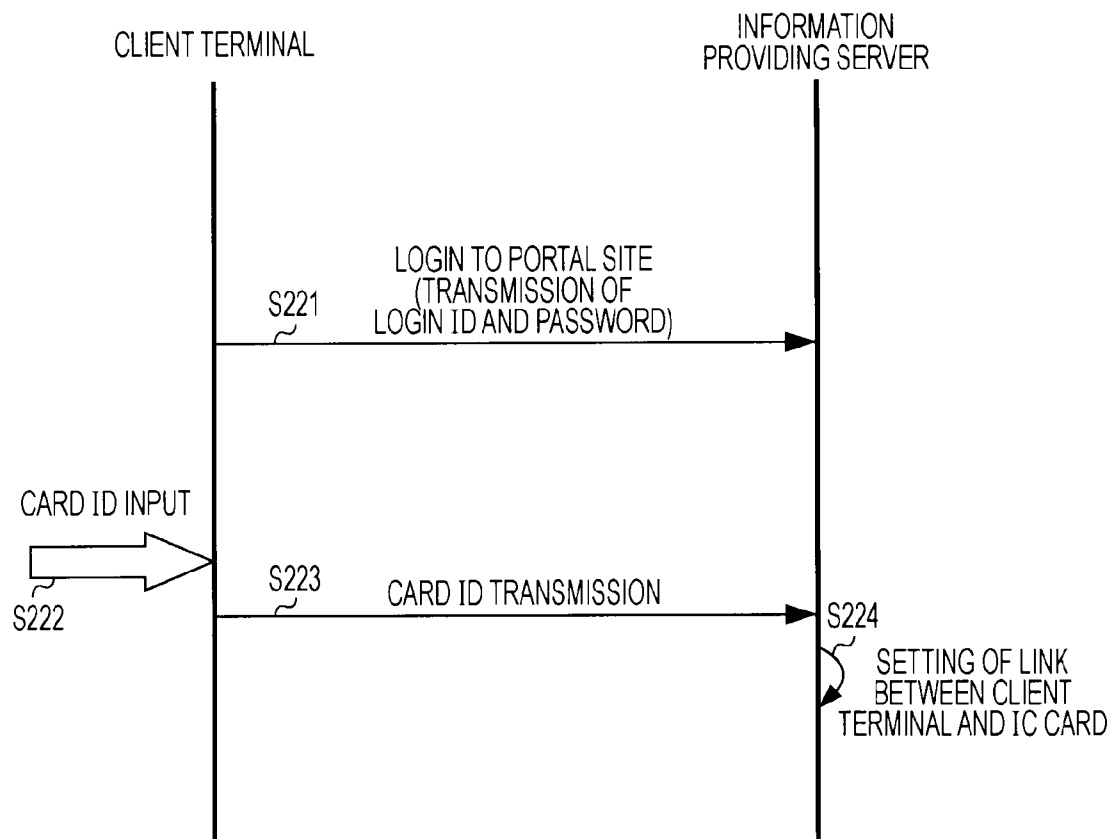 CLIENT TERMINAL
INFORMATION
PROVIDING SERVER
LOGIN TO PORTAL SITE
(TRANSMISSION OF
LOGIN ID AND PASSWORD)
S221
CARD ID INPUT
S222
S223
CARD ID TRANSMISSION
S224
SETTING OF LINK
BETWEEN CLIENT
TERMINAL AND IC CARD